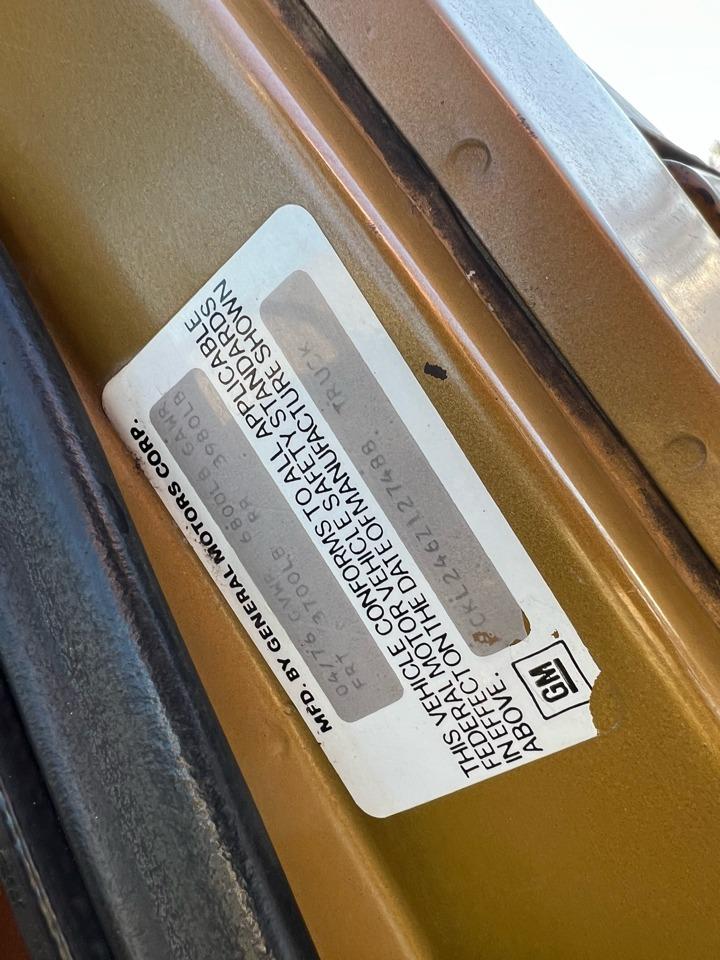 MFD. BY GENERAL MOTORS CORP.
04/76 GVWR 6800LB GAWR
FRT 3700LB RR 3980LB
THIS VEHICLE CONFORMS TO ALL APPLICABLE
FEDERAL MOTOR VEHICLE SAFETY STANDARDS
IN EFFECT ON THE DATE OF MANUFACTURE SHOWN
ABOVE.
CKL246Z127488. TRUCK
GM